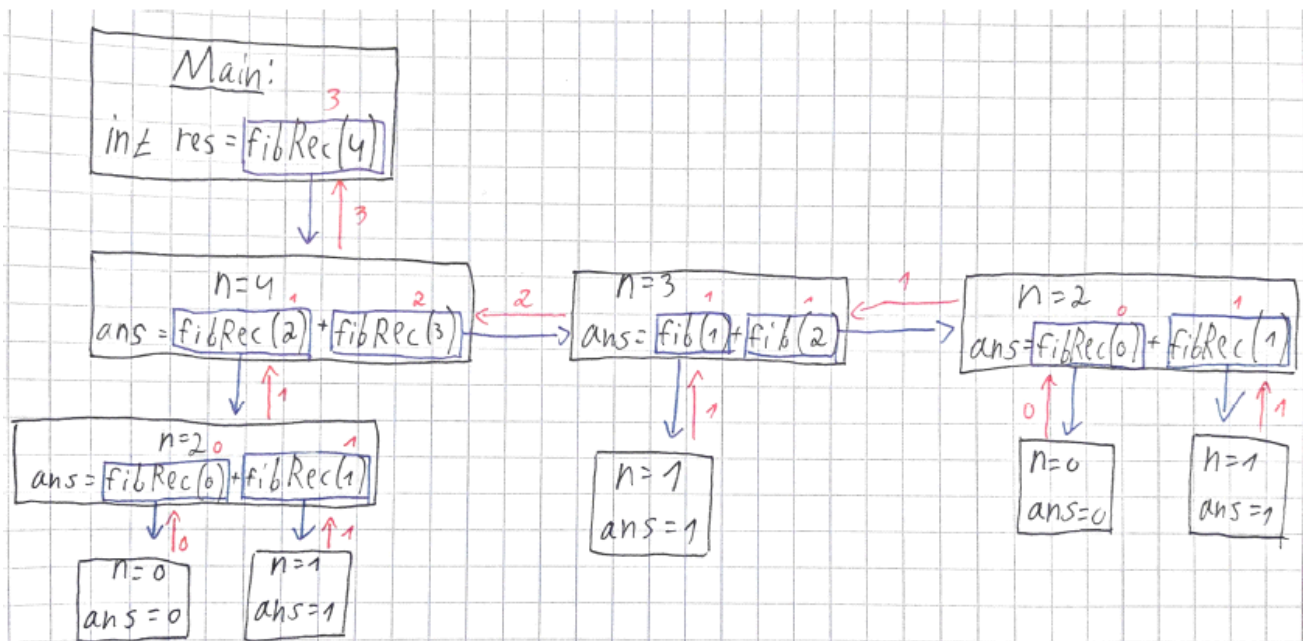 Main:
3
int res = fibRec(4)
3
n=4
1 2
ans = fibRec(2) + fibRec(3)
2
n=3
1 1
ans = fib(1) + fib(2)
1
n=2
0 1
ans = fibRec(0) + fibRec(1)
1
n=2 0 1
ans = fibRec(0) + fibRec(1)
0 1
n=0
ans=0
n=1
ans=1
1
n=1
ans=1
0 1
n=0
ans=0
n=1
ans=1